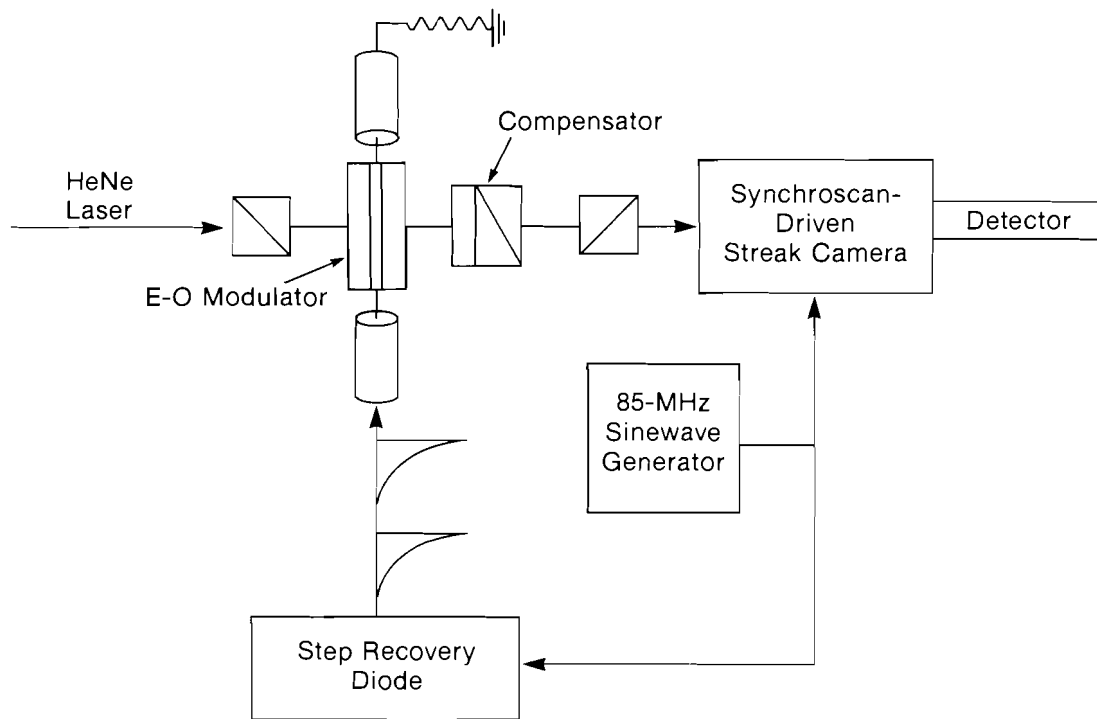 Compensator
HeNe
Laser
E-O Modulator
Synchroscan-
Driven
Streak Camera
Detector
85-MHz
Sinewave
Generator
Step Recovery
Diode